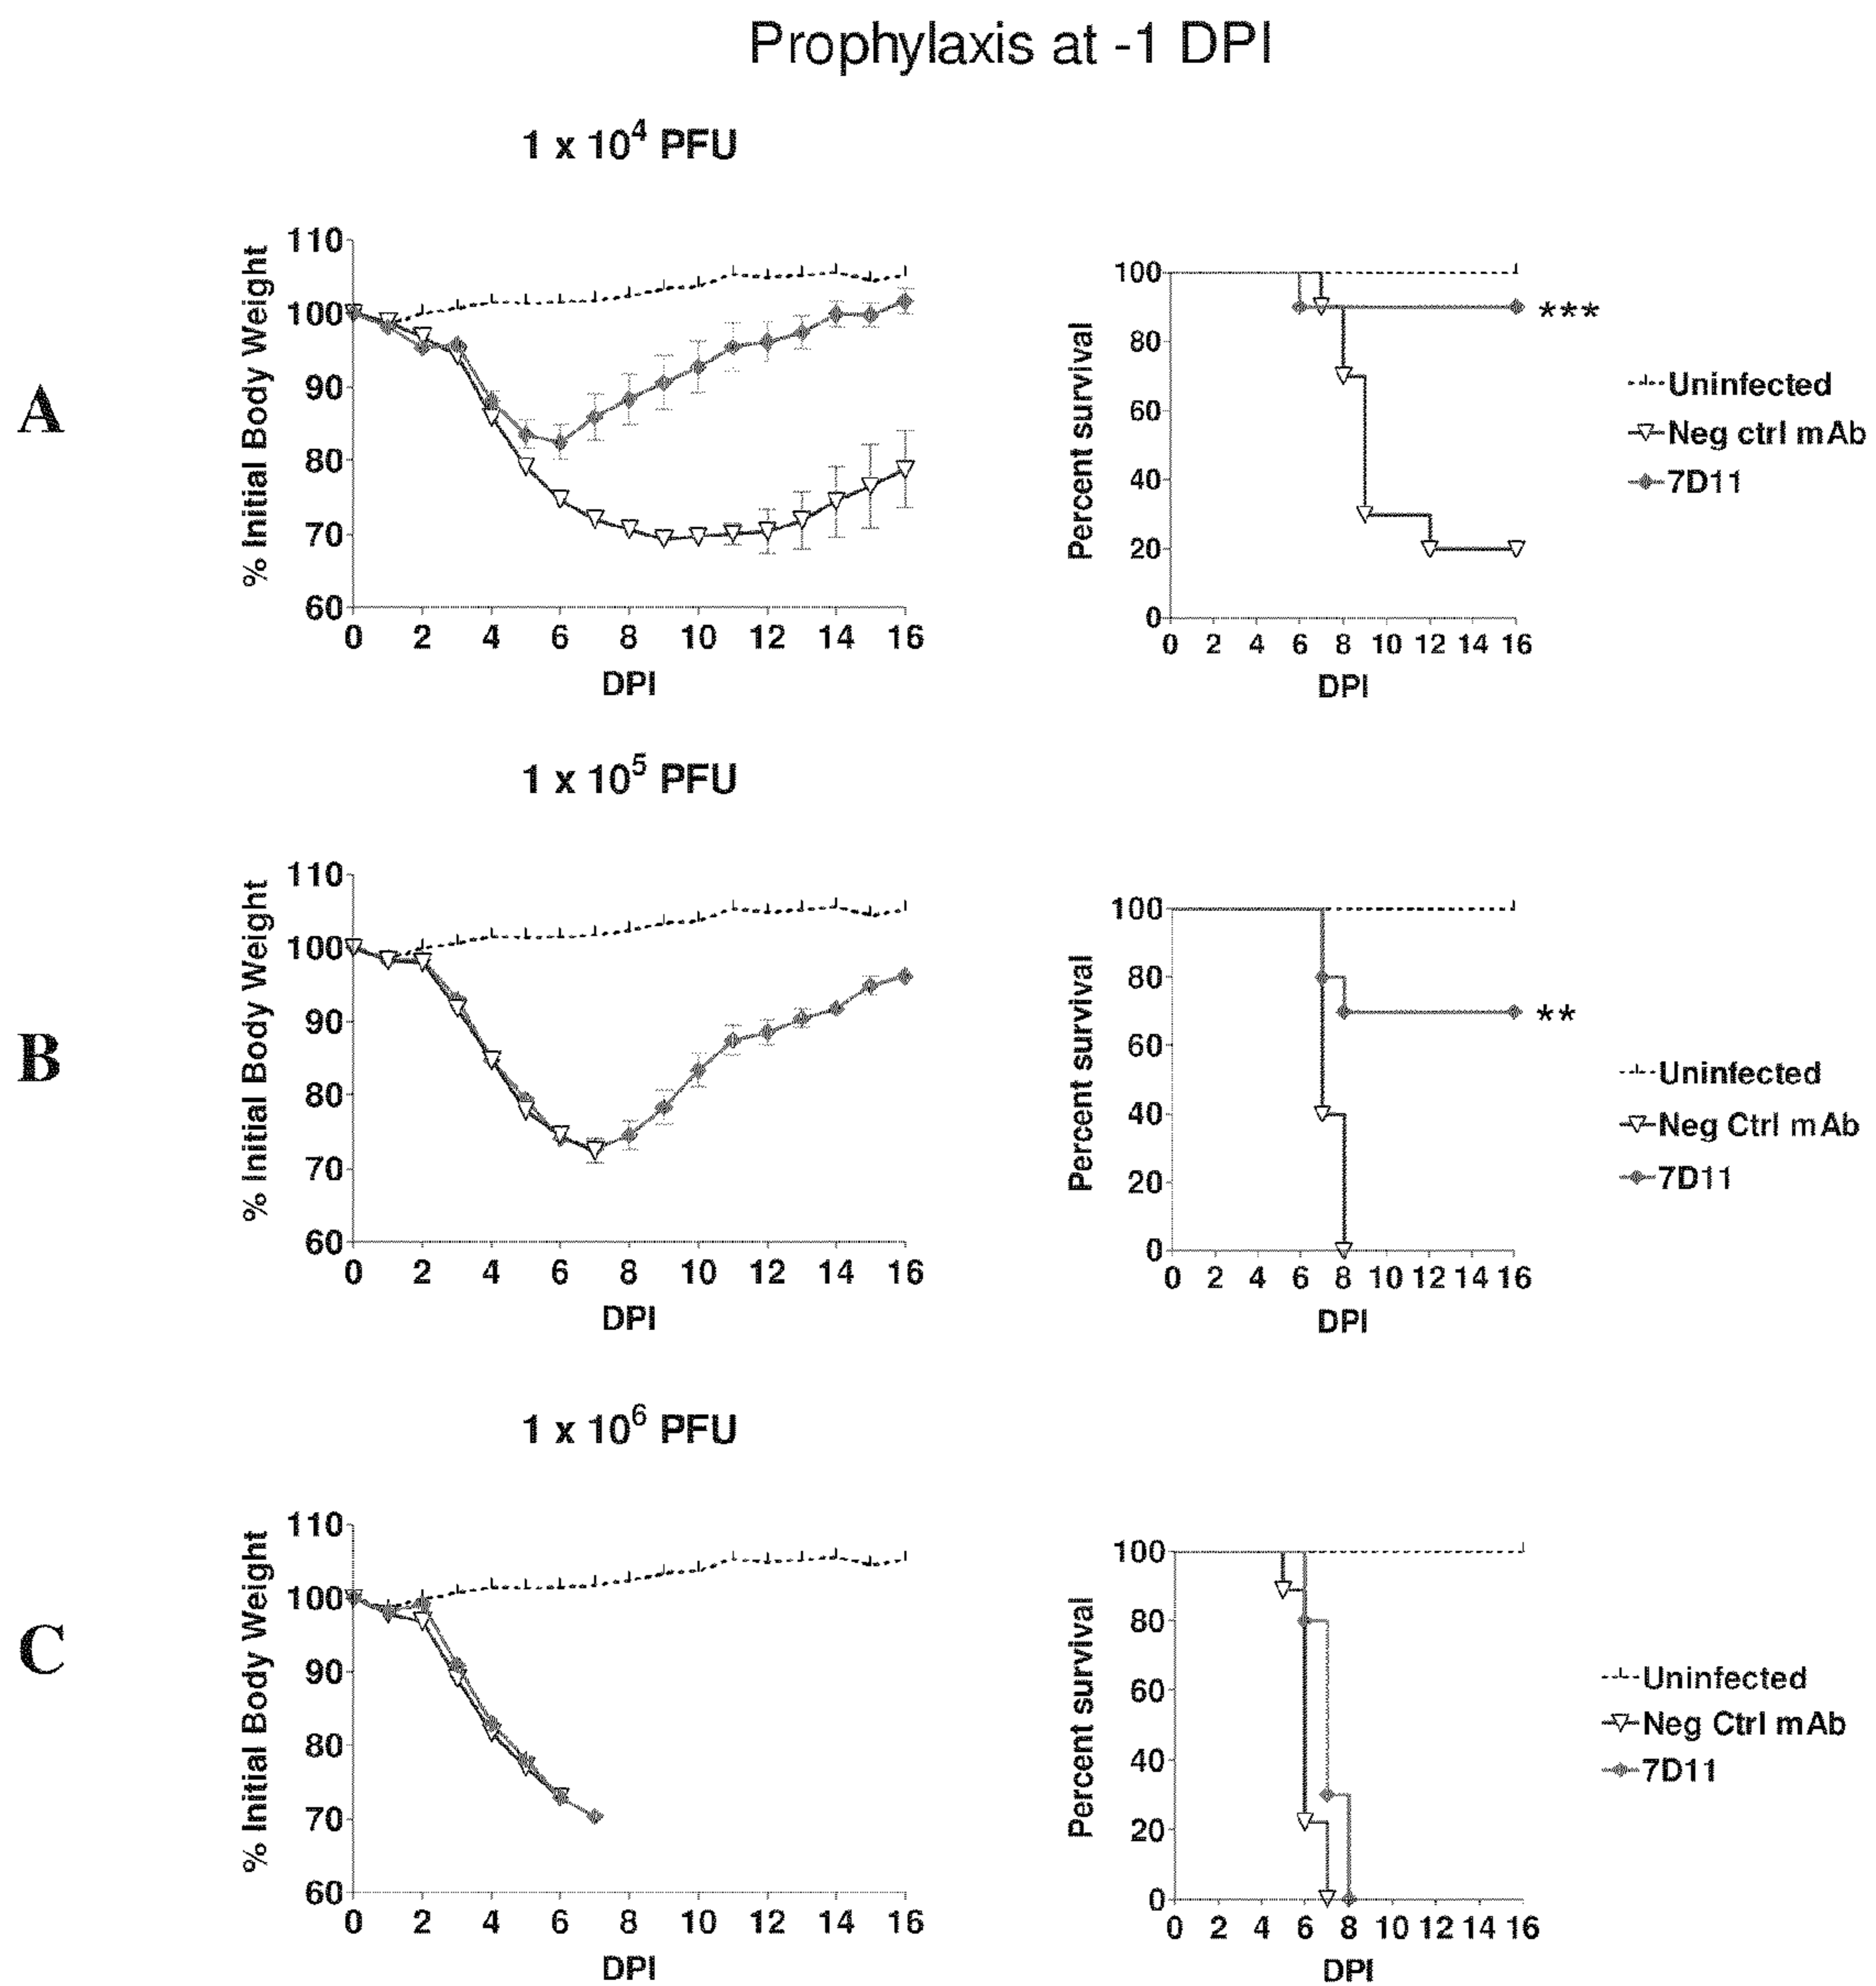 Prophylaxis at -1 DPI
1 x 10⁴ PFU
A
% Initial Body Weight
110
100
90
80
70
60
0 2 4 6 8 10 12 14 16
DPI
Percent survival
100
80
60
40
20
0
0 2 4 6 8 10 12 14 16
DPI
***
Uninfected
Neg ctrl mAb
7D11
1 x 10⁵ PFU
B
% Initial Body Weight
110
100
90
80
70
60
0 2 4 6 8 10 12 14 16
DPI
Percent survival
100
80
60
40
20
0
0 2 4 6 8 10 12 14 16
DPI
**
Uninfected
Neg Ctrl mAb
7D11
1 x 10⁶ PFU
C
% Initial Body Weight
110
100
90
80
70
60
0 2 4 6 8 10 12 14 16
DPI
Percent survival
100
80
60
40
20
0
0 2 4 6 8 10 12 14 16
DPI
Uninfected
Neg Ctrl mAb
7D11